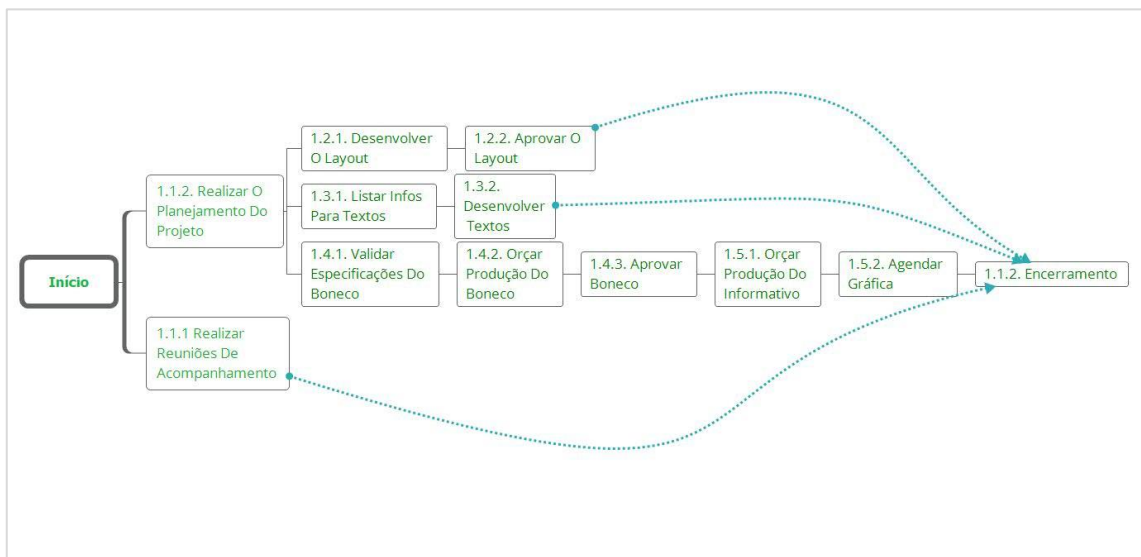 Início
1.1.2. Realizar O
Planejamento Do
Projeto
1.2.1. Desenvolver
O Layout
1.2.2. Aprovar O
Layout
1.3.1. Listar Infos
Para Textos
1.3.2.
Desenvolver
Textos
1.4.1. Validar
Especificações Do
Boneco
1.4.2. Orçar
Produção Do
Boneco
1.4.3. Aprovar
Boneco
1.5.1. Orçar
Produção Do
Informativo
1.5.2. Agendar
Gráfica
1.1.2. Encerramento
1.1.1 Realizar
Reuniões De
Acompanhamento